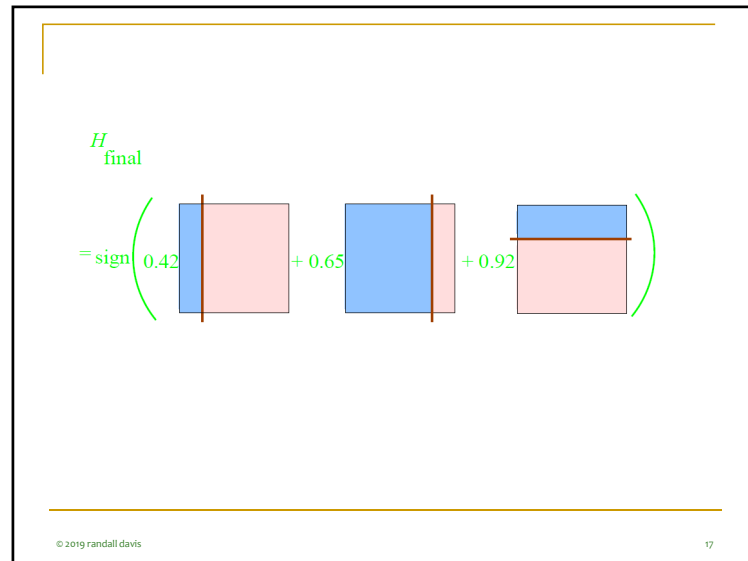 H
final
= sign ( 0.42 + 0.65 + 0.92 )
© 2019 randall davis
17